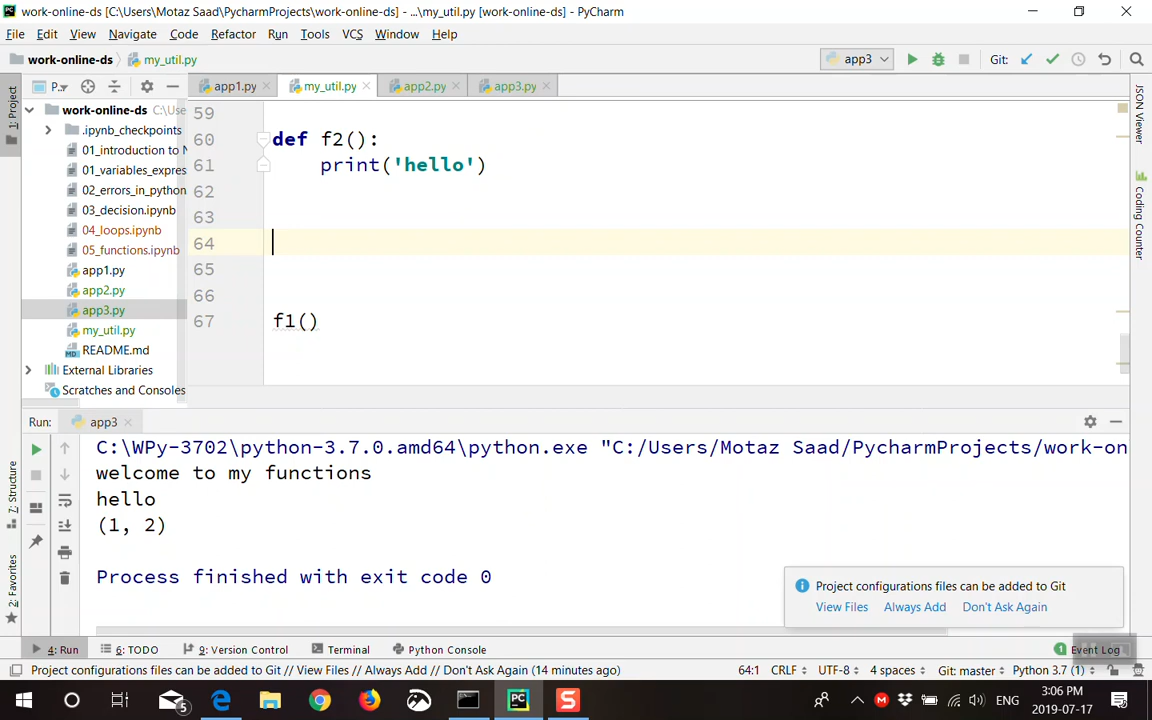 work-online-ds [C:\Users\Motaz Saad\PycharmProjects\work-online-ds] - ...\my_util.py [work-online-ds] - PyCharm
File Edit View Navigate Code Refactor Run Tools VCS Window Help
work-online-ds my_util.py app3 Git:
1: Project
P..
app1.py my_util.py app2.py app3.py
work-online-ds C:\Use
.ipynb_checkpoints
01_introduction to N
01_variables_expres
02_errors_in_python
03_decision.ipynb
04_loops.ipynb
05_functions.ipynb
app1.py
app2.py
app3.py
my_util.py
README.md
External Libraries
Scratches and Consoles
59
60 def f2():
61 print('hello')
62
63
64
65
66
67 f1()
JSON Viewer
Coding Counter
Run: app3
C:\WPy-3702\python-3.7.0.amd64\python.exe "C:/Users/Motaz Saad/PycharmProjects/work-on
welcome to my functions
hello
(1, 2)
Process finished with exit code 0
7: Structure
2: Favorites
Project configurations files can be added to Git
View Files Always Add Don't Ask Again
4: Run 6: TODO 9: Version Control Terminal Python Console 1 Event Log
Project configurations files can be added to Git // View Files // Always Add // Don't Ask Again (14 minutes ago) 64:1 CRLF UTF-8 4 spaces Git: master Python 3.7 (1)
5 ENG 3:06 PM
2019-07-17